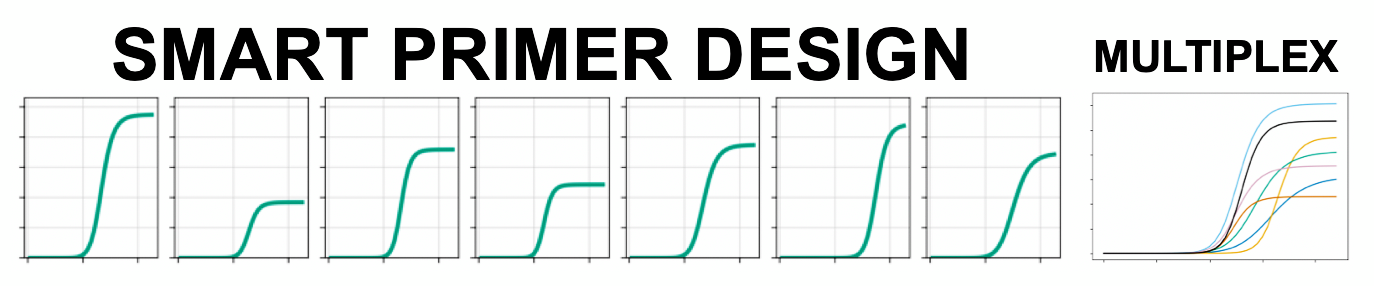 SMART PRIMER DESIGN
MULTIPLEX